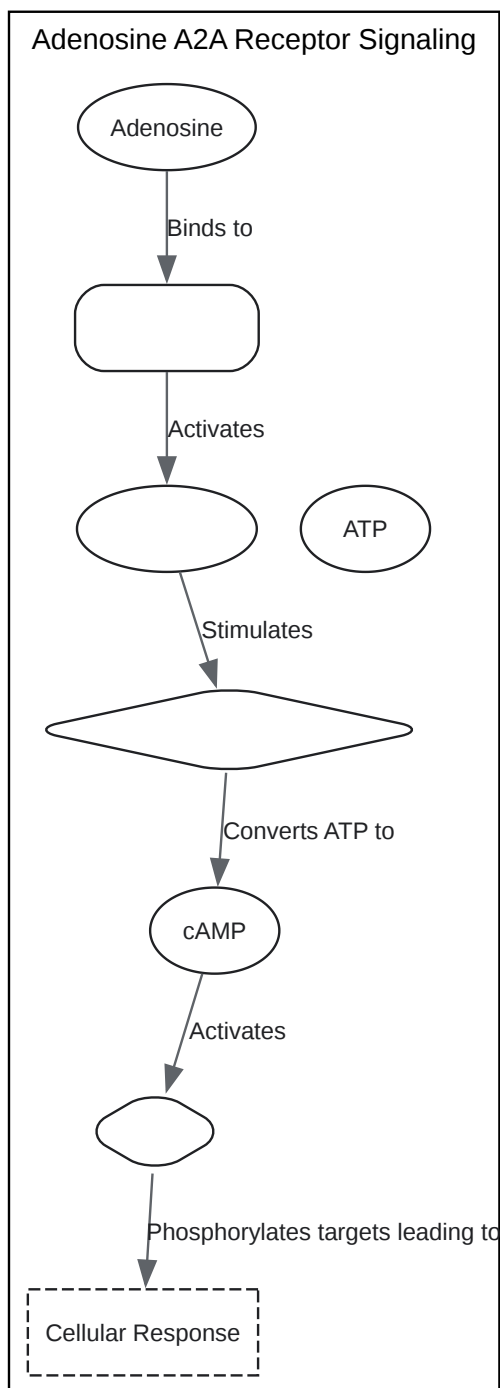 Adenosine A2A Receptor Signaling
Adenosine
Binds to
Activates
ATP
Stimulates
Converts ATP to
cAMP
Activates
Phosphorylates targets leading to
Cellular Response